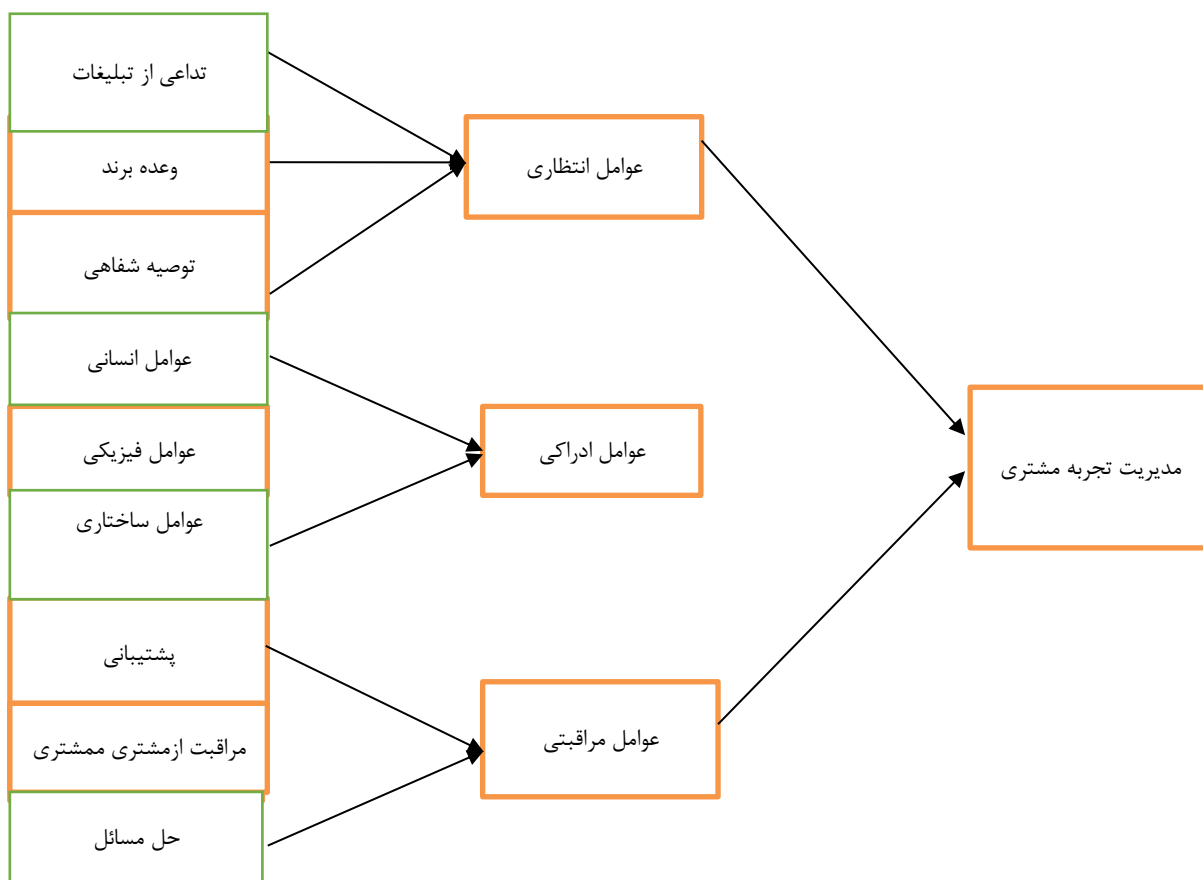 تداعی از تبلیغات
وعده برند
توصیه شفاهی
عوامل انسانی
عوامل فیزیکی
عوامل ساختاری
پشتیبانی
مراقبت ازمشتری ممشتری
حل مسائل
عوامل انتظاری
عوامل ادراکی
عوامل مراقبتی
مدیریت تجربه مشتری